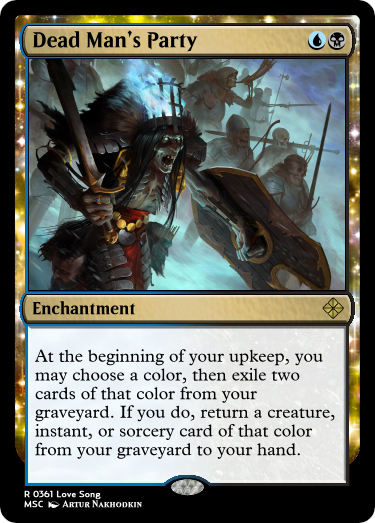 Dead Man's Party
Enchantment
At the beginning of your upkeep, you
may choose a color, then exile two
cards of that color from your
graveyard. If you do, return a creature,
instant, or sorcery card of that color
from your graveyard to your hand.
R 0361 Love Song
MSC Artur Nakhodkin